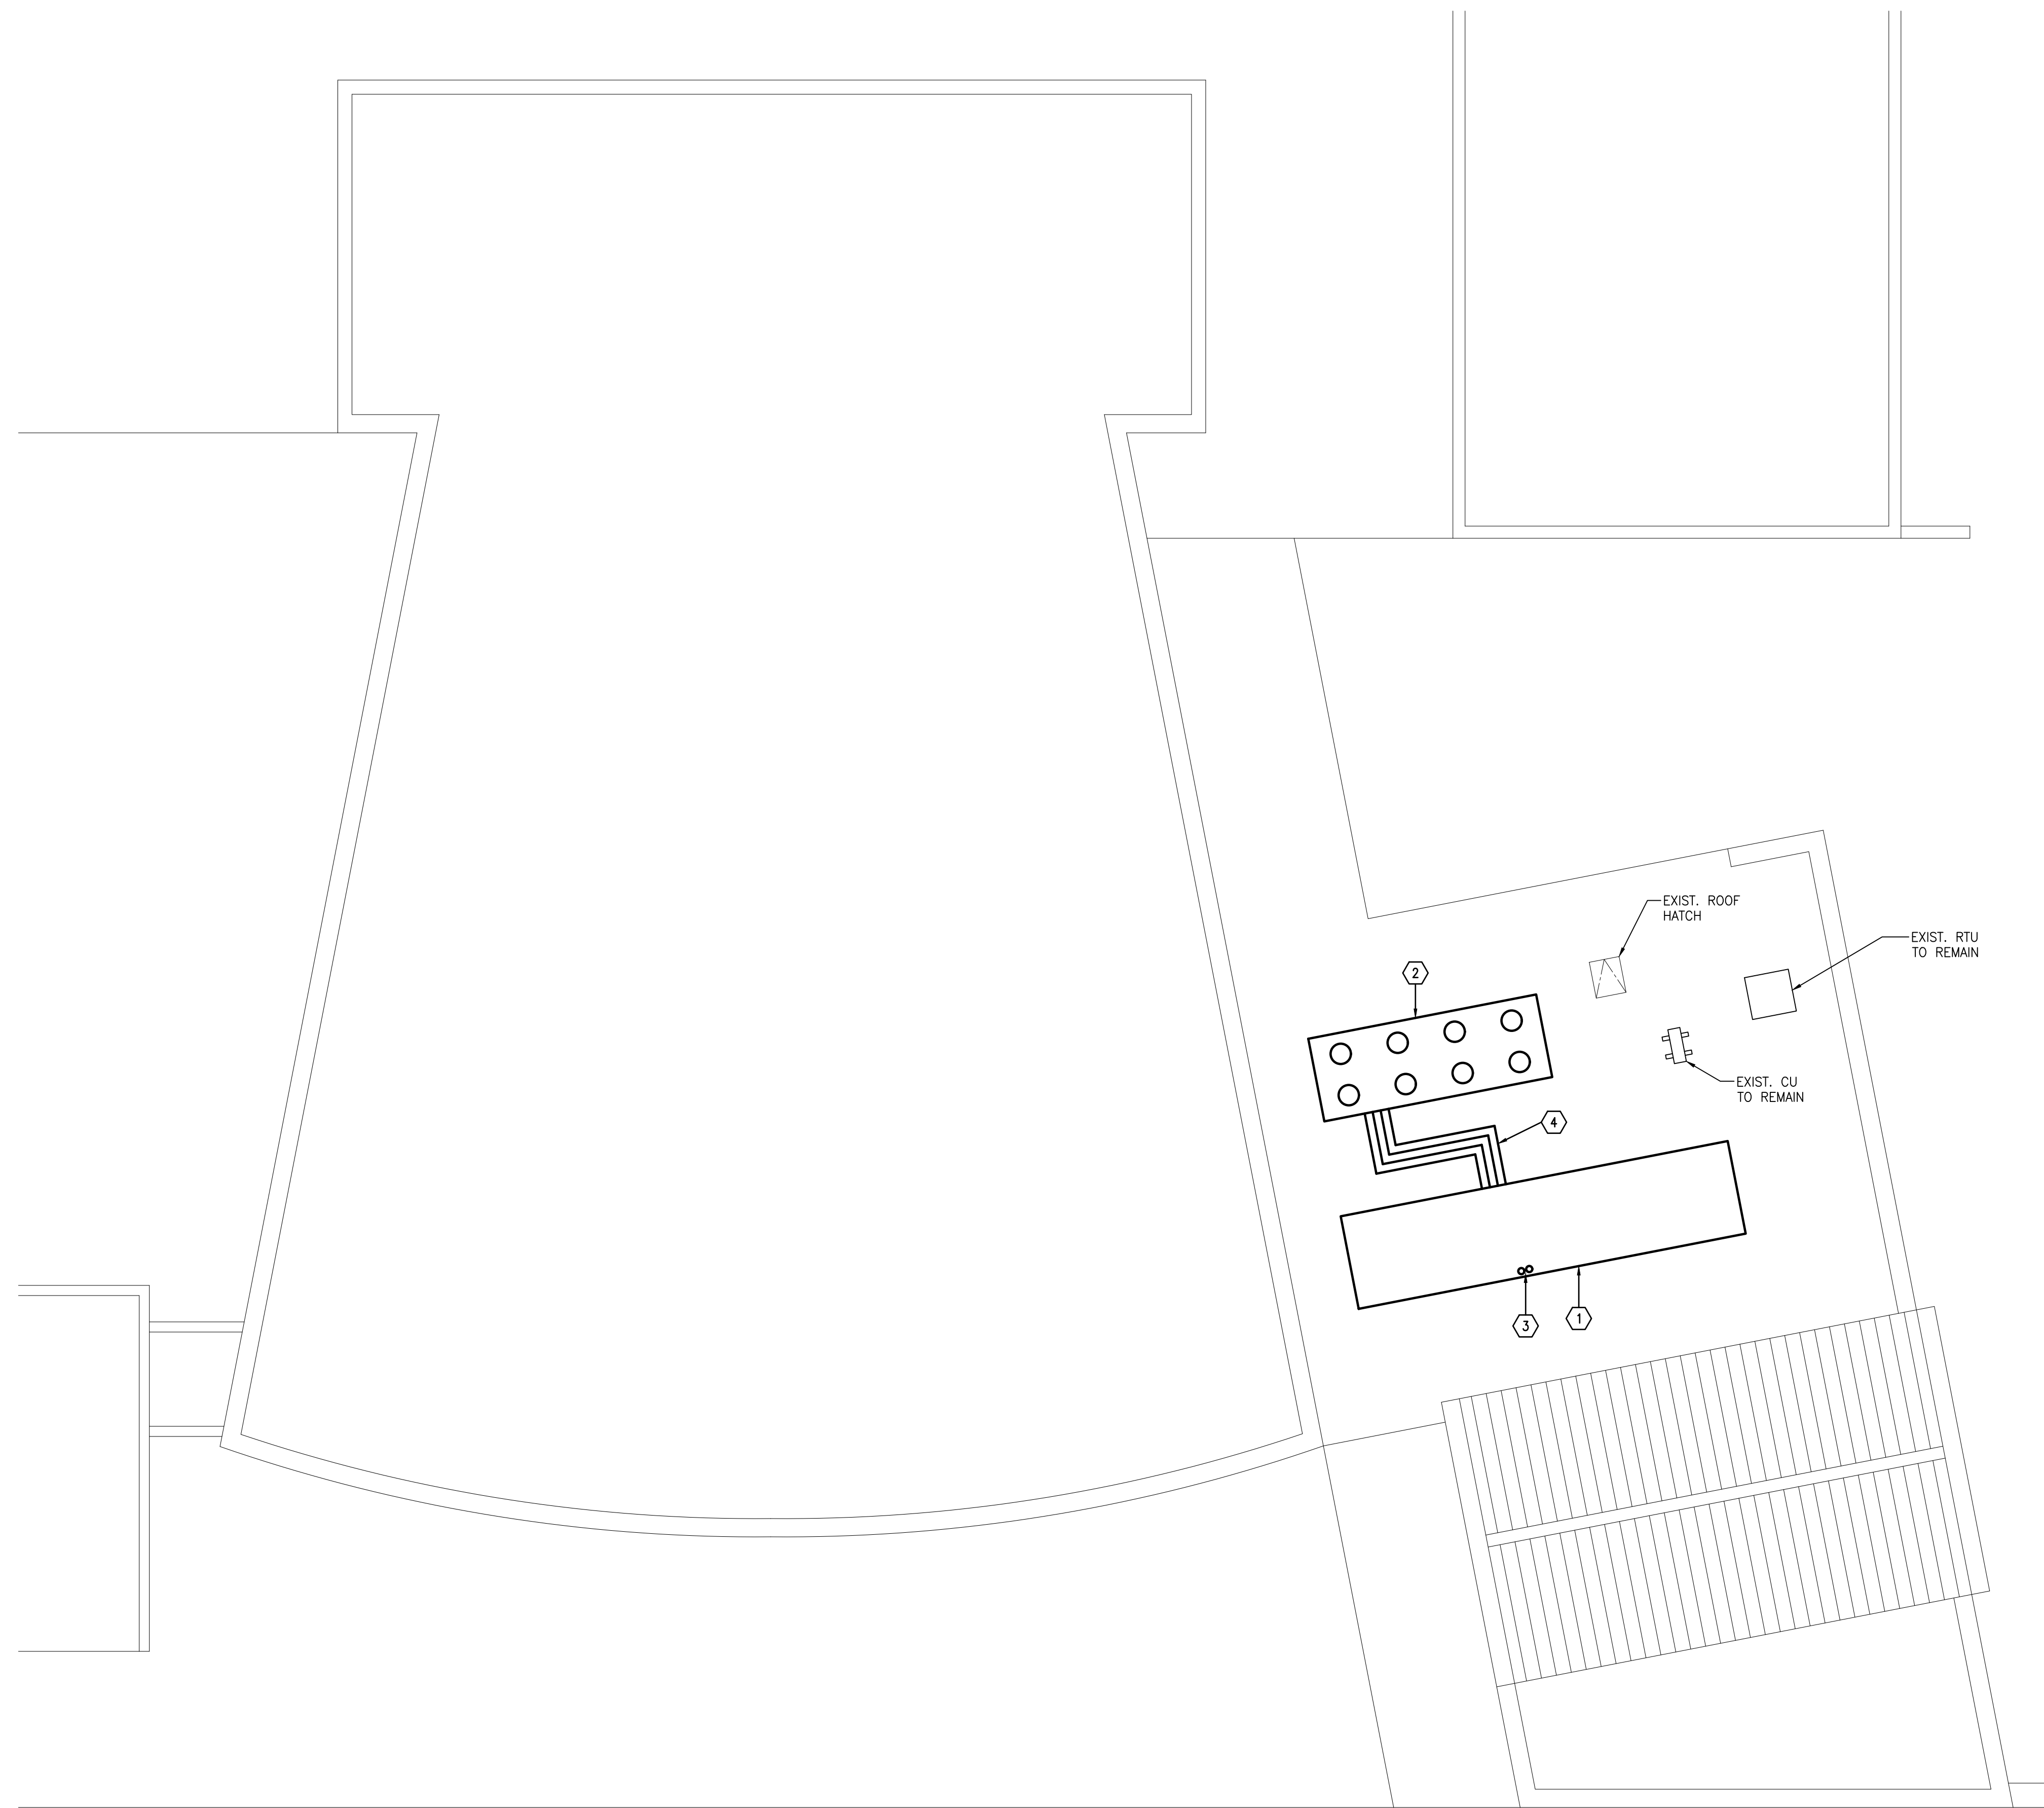 EXIST. ROOF
HATCH
EXIST. RTU
TO REMAIN
2
EXIST. CU
TO REMAIN
4
3
1